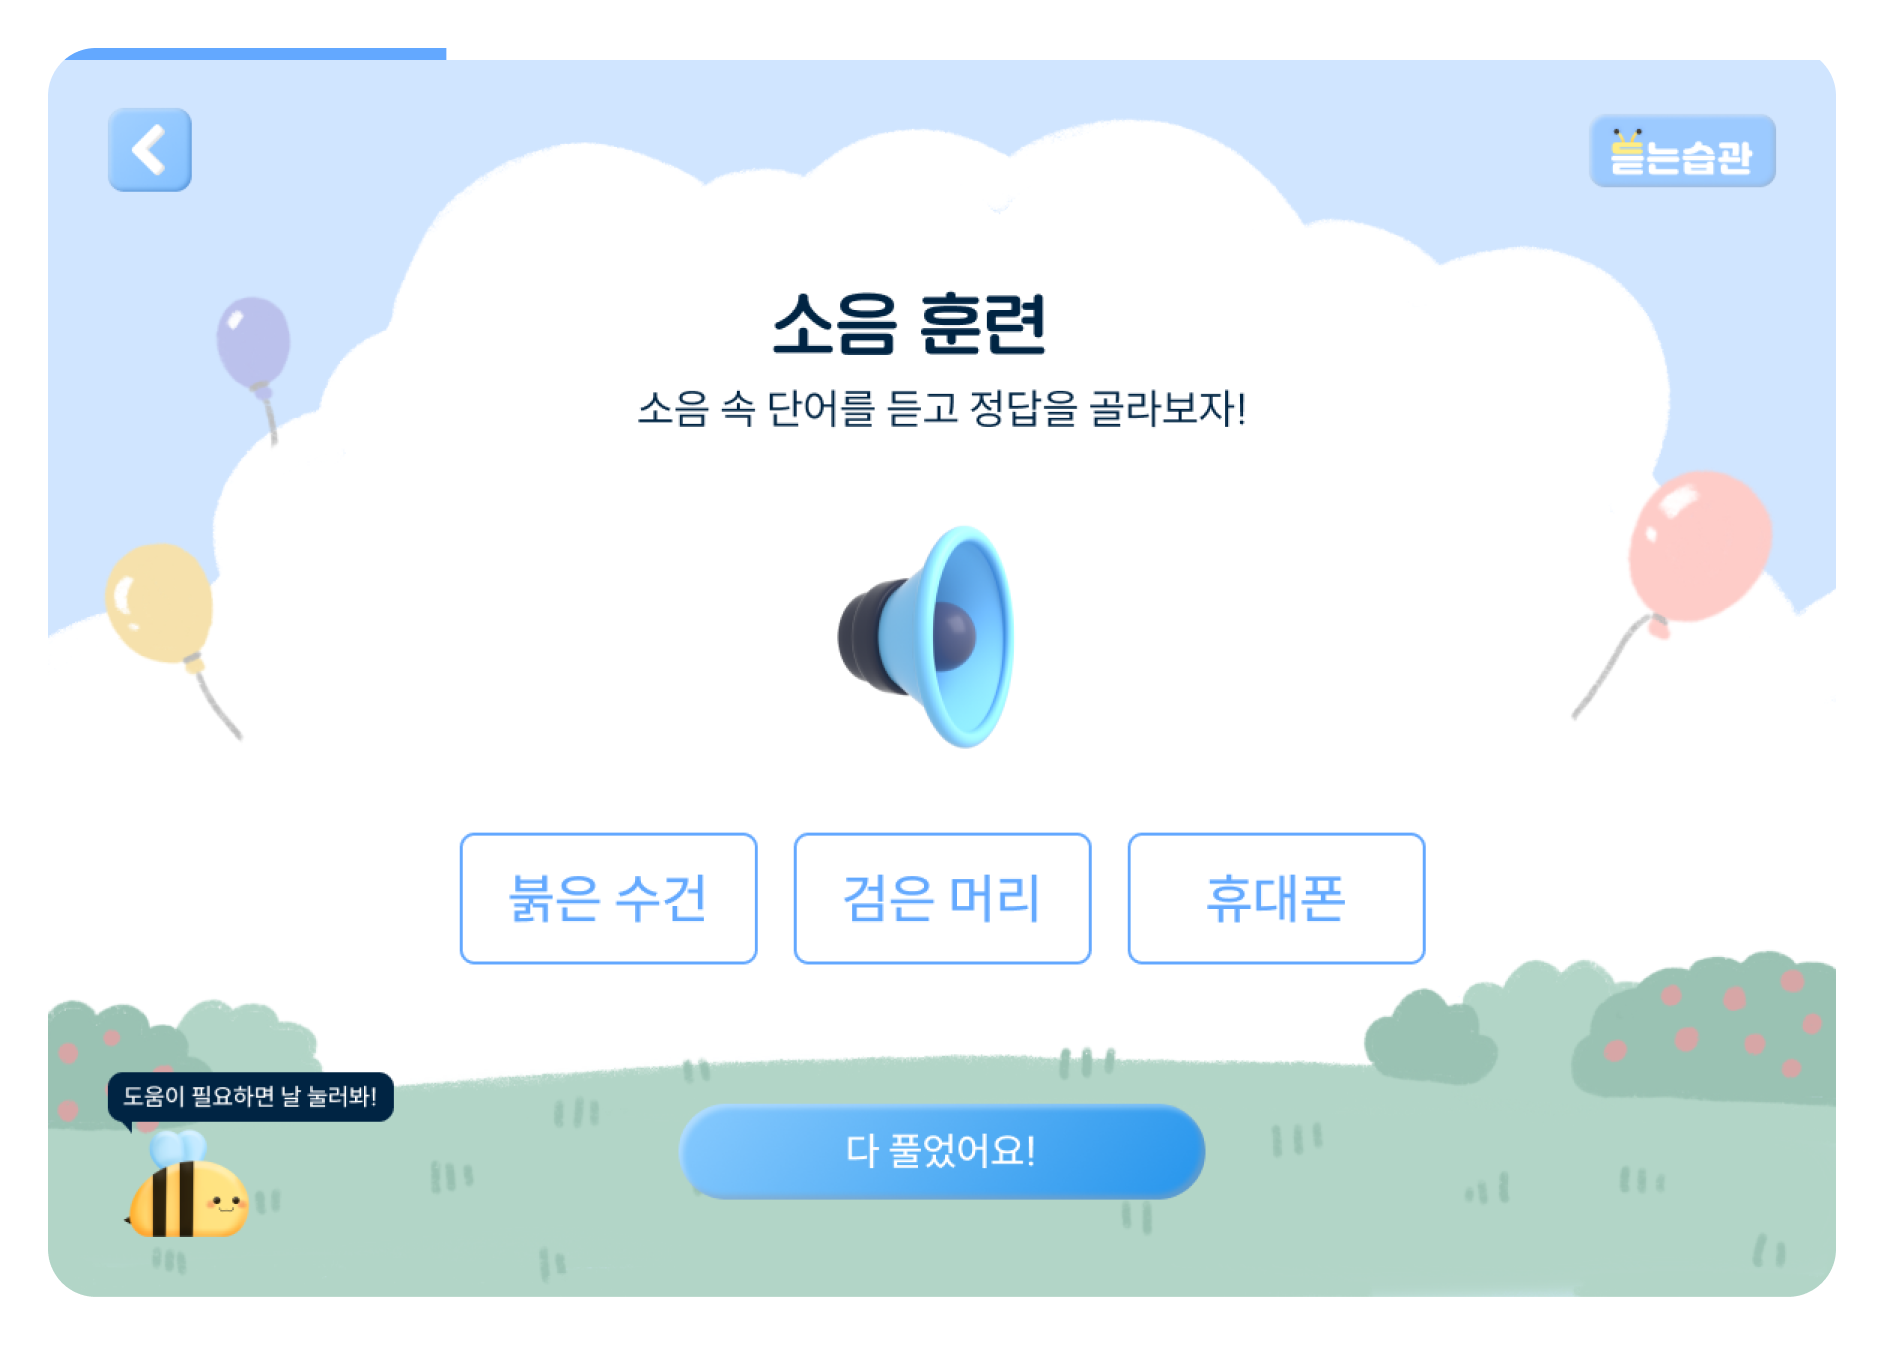 듣는습관
소음 훈련
소음 속 단어를 듣고 정답을 골라보자!
붉은 수건
검은 머리
휴대폰
도움이 필요하면 날 눌러봐!
다 풀었어요!